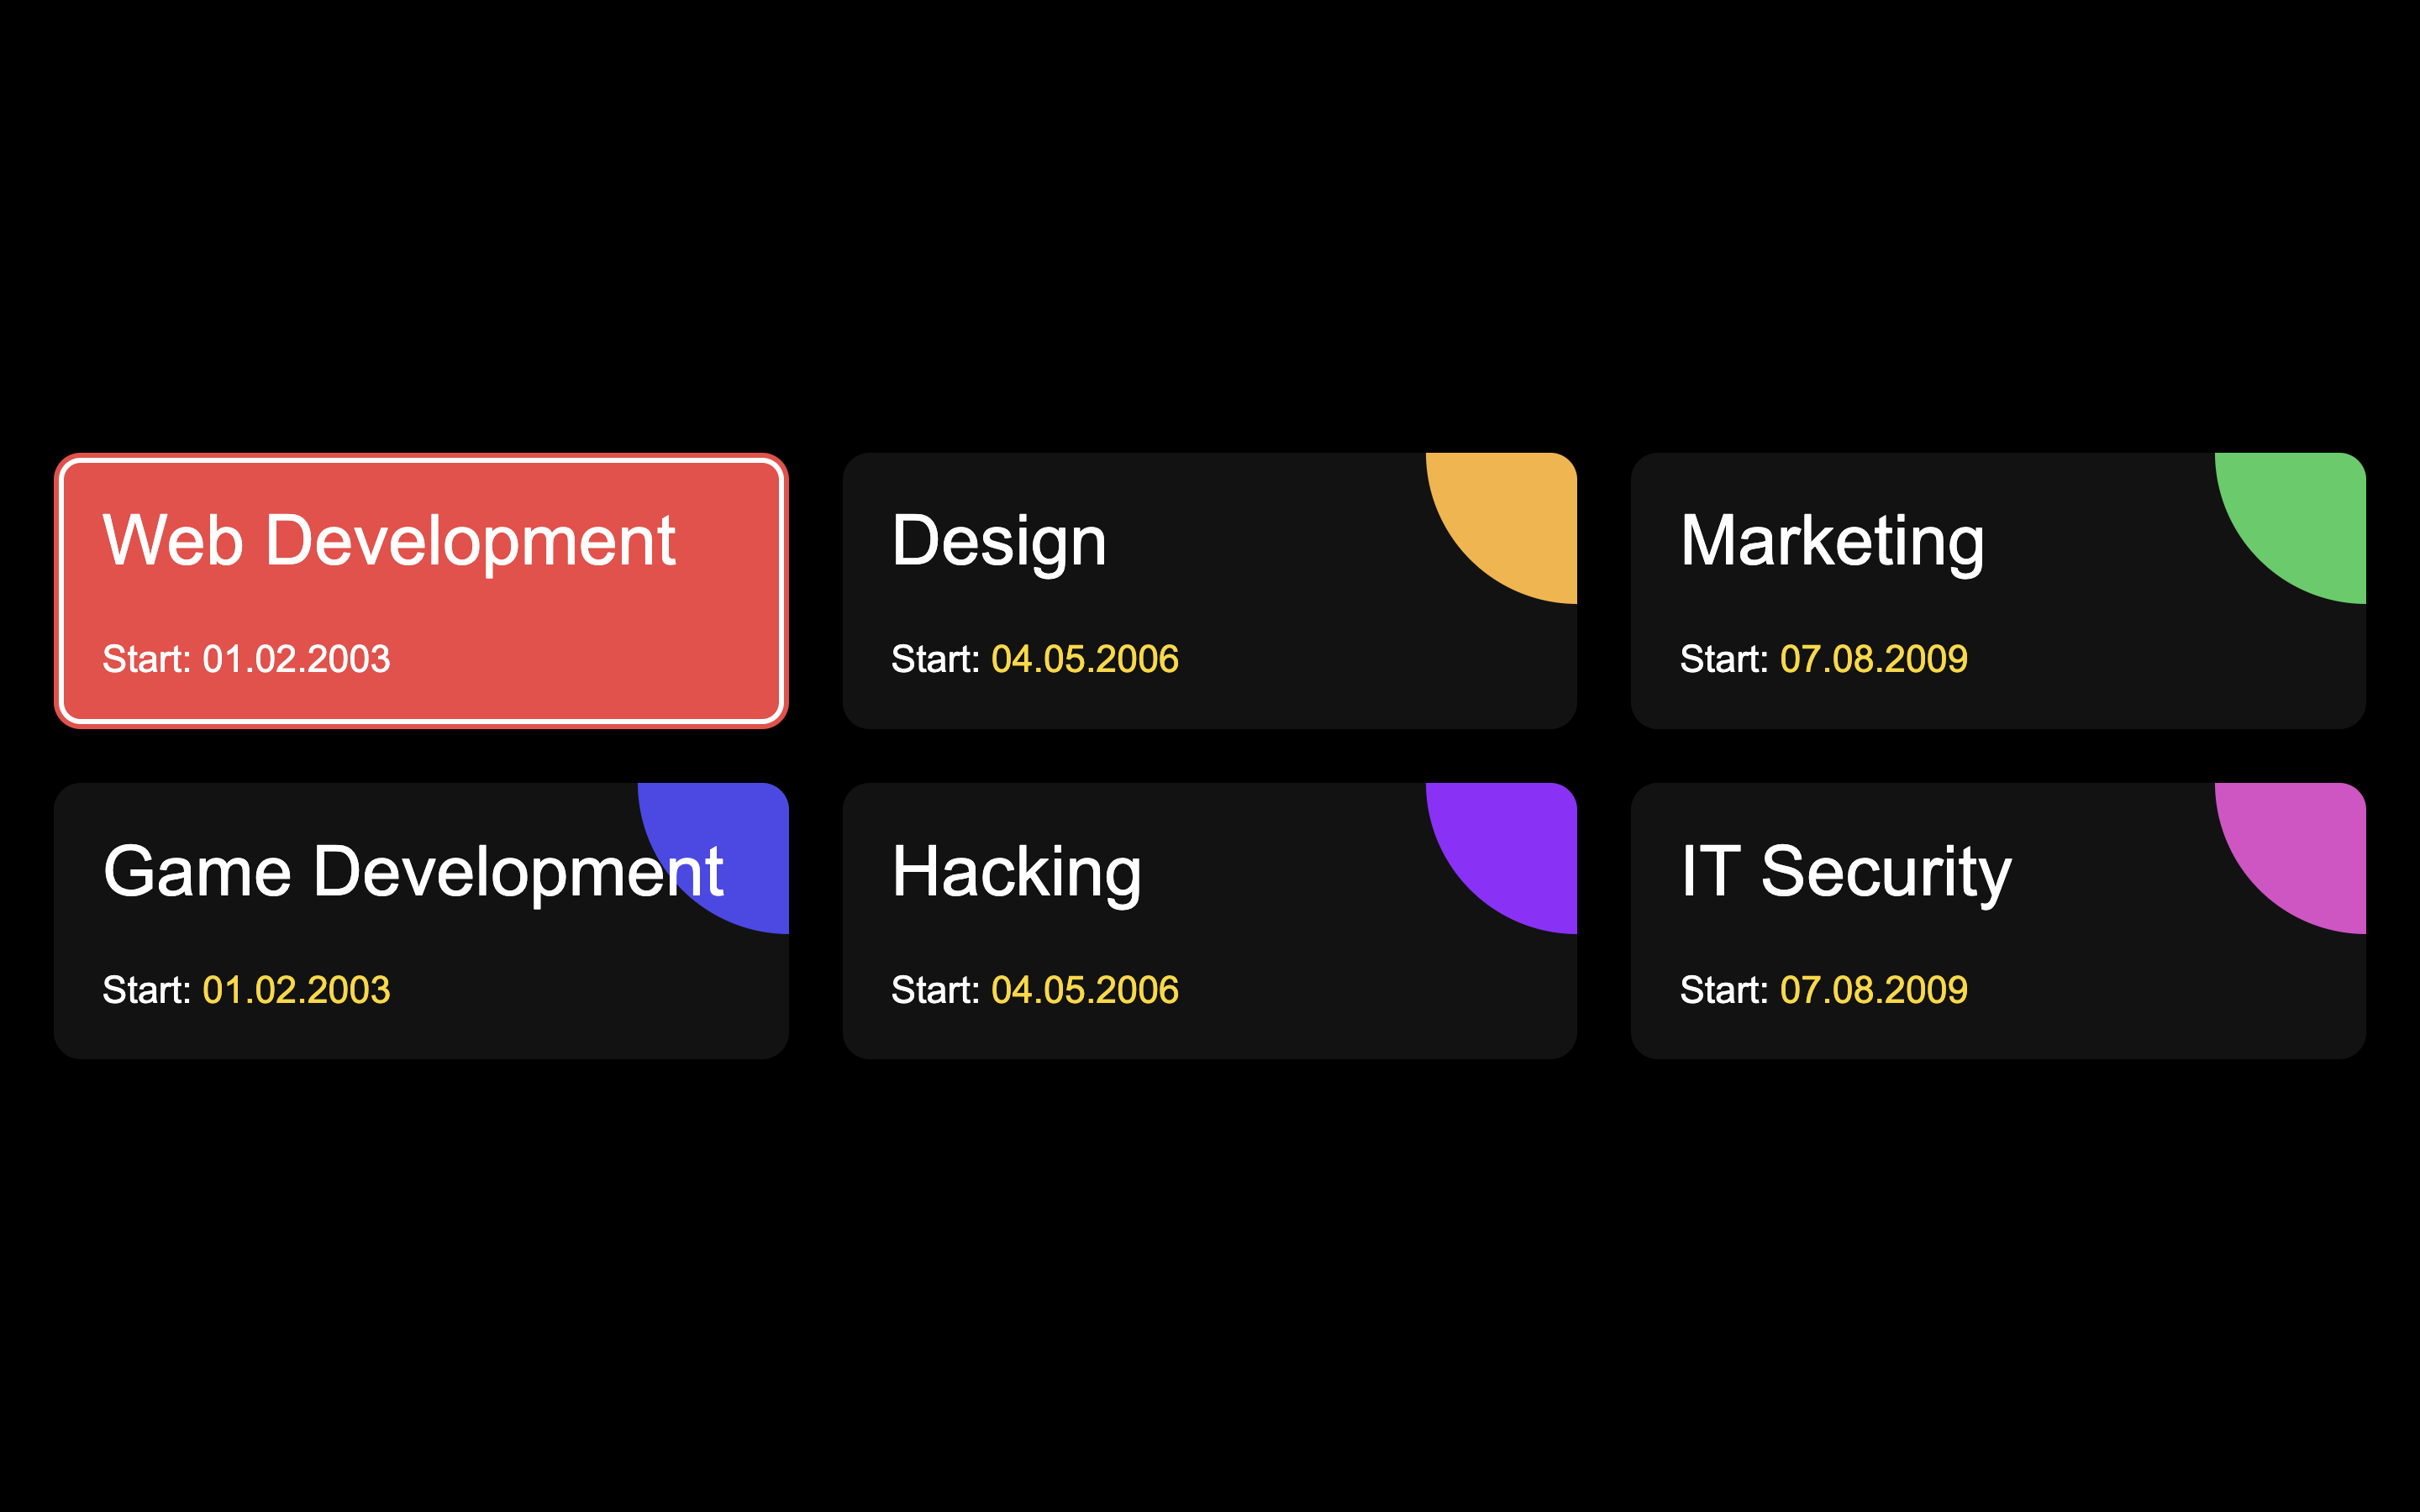 Web Development
Start: 01.02.2003
Design
Start: 04.05.2006
Marketing
Start: 07.08.2009
Game Development
Start: 01.02.2003
Hacking
Start: 04.05.2006
IT Security
Start: 07.08.2009